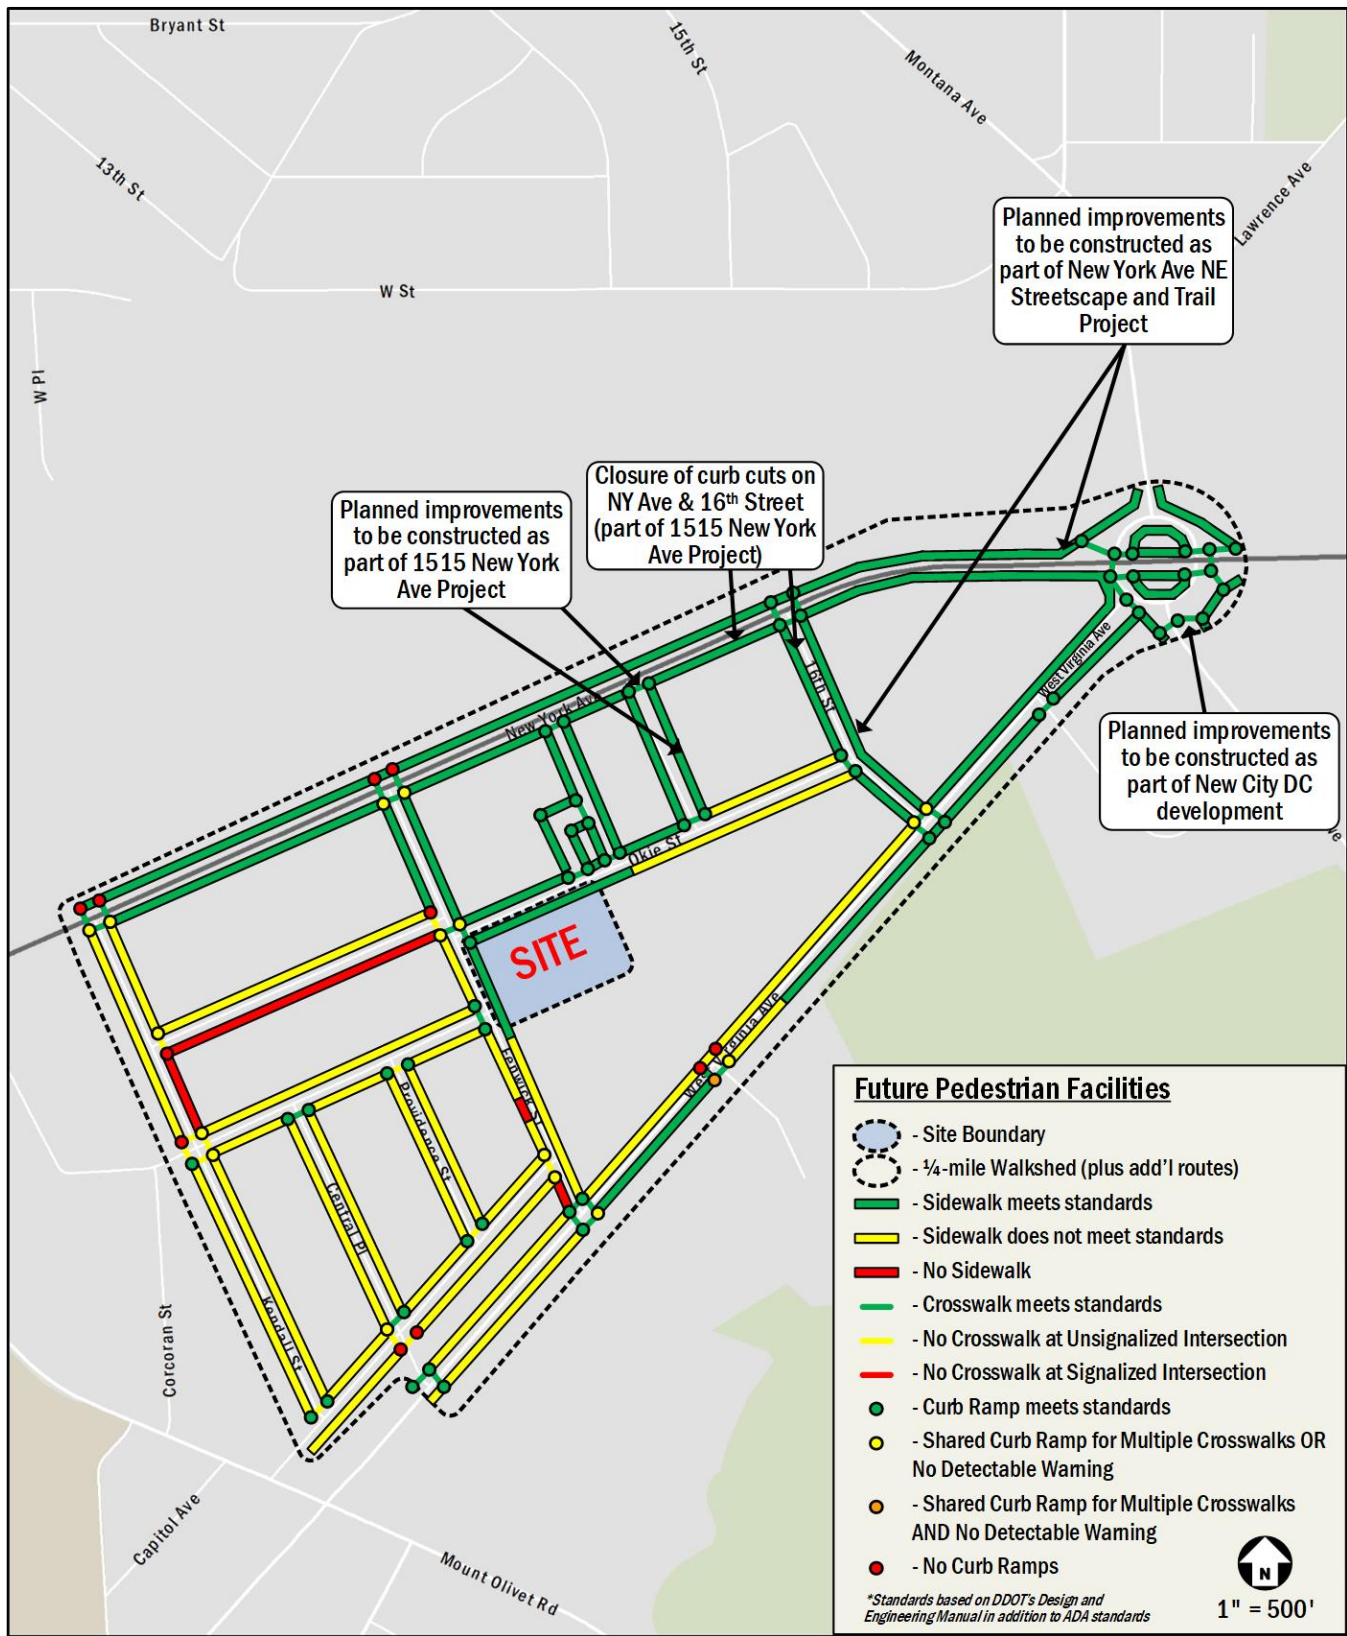 Bryant St
15th St
Montana Ave
13th St
Lawrence Ave
W St
W Pl
Planned improvements
to be constructed as
part of New York Ave NE
Streetscape and Trail
Project
Closure of curb cuts on
NY Ave & 16th Street
(part of 1515 New York
Ave Project)
Planned improvements
to be constructed as
part of 1515 New York
Ave Project
West Virginia Ave
16th St
New York Ave
Planned improvements
to be constructed as
part of New City DC
development
ve
Okie St
SITE
West Virginia Ave
Fenwick St
Providence St
Central Pl
Kendall St
Corcoran St
Capitol Ave
Mount Olivet Rd
Future Pedestrian Facilities
- Site Boundary
- ¼-mile Walkshed (plus add'l routes)
- Sidewalk meets standards
- Sidewalk does not meet standards
- No Sidewalk
- Crosswalk meets standards
- No Crosswalk at Unsignalized Intersection
- No Crosswalk at Signalized Intersection
- Curb Ramp meets standards
- Shared Curb Ramp for Multiple Crosswalks OR
No Detectable Warning
- Shared Curb Ramp for Multiple Crosswalks
AND No Detectable Warning
- No Curb Ramps
*Standards based on DDOT's Design and
Engineering Manual in addition to ADA standards
N
1" = 500'